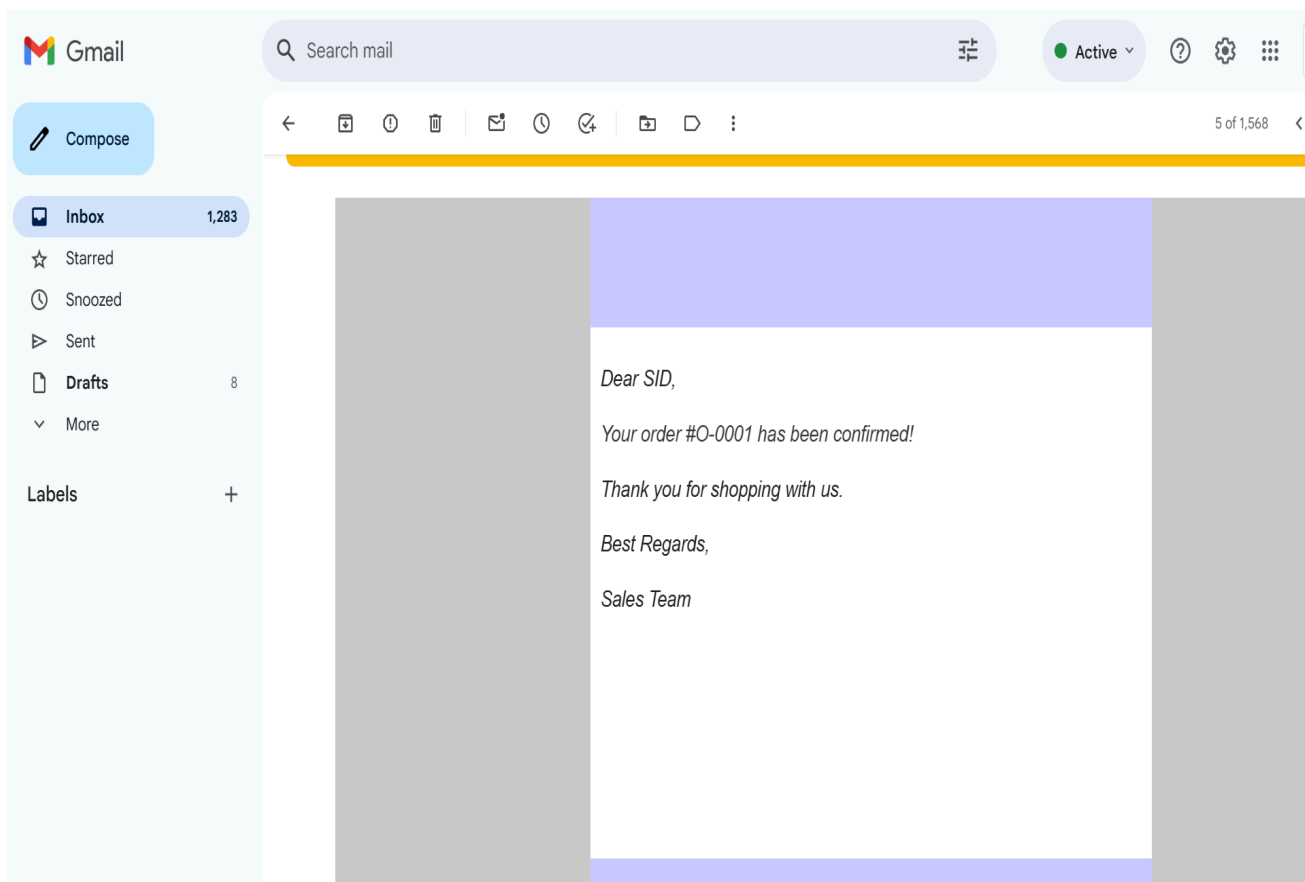 Gmail
Search mail
Active
Compose
5 of 1,568
Inbox 1,283
Starred
Snoozed
Sent
Drafts 8
More
Labels
Dear SID,
Your order #O-0001 has been confirmed!
Thank you for shopping with us.
Best Regards,
Sales Team